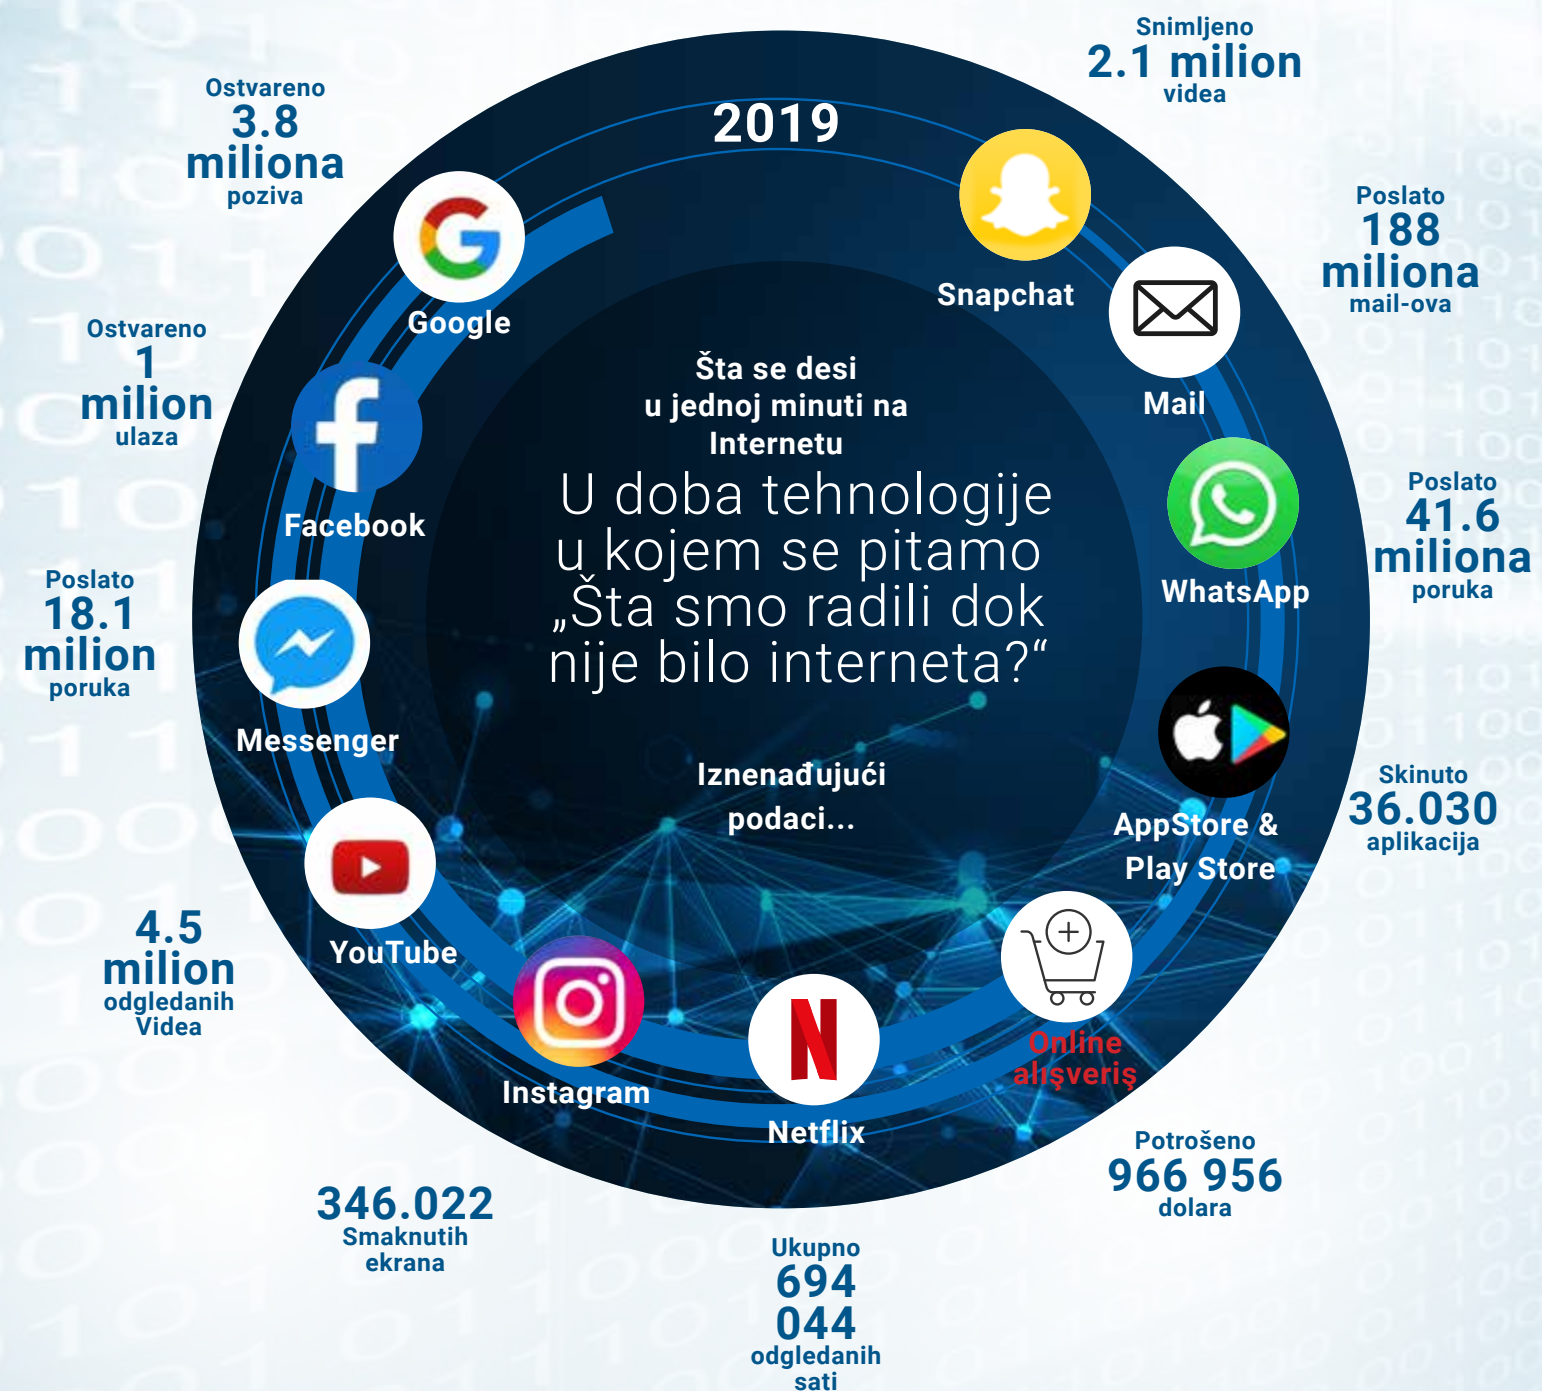 2019
Snimljeno
2.1 milion
videa
Snapchat
Poslato
188
miliona
mail-ova
Mail
Poslato
41.6
miliona
poruka
WhatsApp
Skinuto
36.030
aplikacija
AppStore &
Play Store
Online
alışveriş
Potrošeno
966 956
dolara
Netflix
Ukupno
694
044
odgledanih
sati
Instagram
346.022
Smaknutih
ekrana
YouTube
4.5
milion
odgledanih
Videa
Messenger
Poslato
18.1
milion
poruka
Facebook
Ostvareno
1
milion
ulaza
Google
Ostvareno
3.8
miliona
poziva
Šta se desi
u jednoj minuti na
Internetu
U doba tehnologije
u kojem se pitamo
„Šta smo radili dok
nije bilo interneta?“
Iznenađujući
podaci...